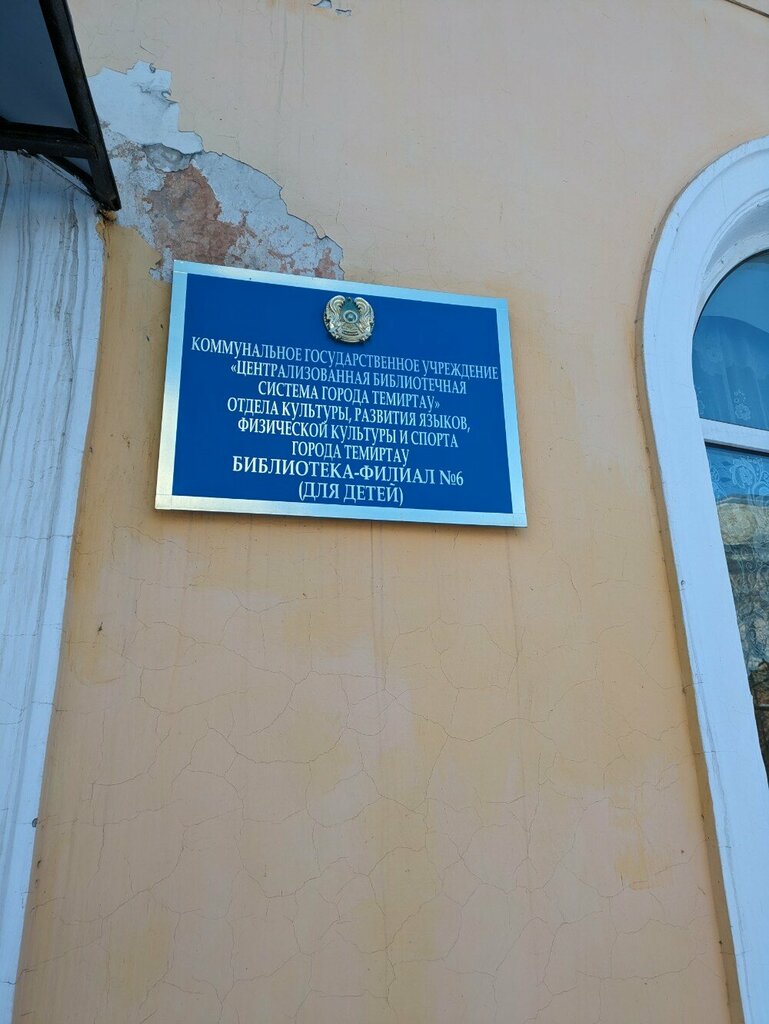 КОММУНАЛЬНОЕ ГОСУДАРСТВЕННОЕ УЧРЕЖДЕНИЕ
«ЦЕНТРАЛИЗОВАННАЯ БИБЛИОТЕЧНАЯ
СИСТЕМА ГОРОДА ТЕМИРТАУ»
ОТДЕЛА КУЛЬТУРЫ, РАЗВИТИЯ ЯЗЫКОВ,
ФИЗИЧЕСКОЙ КУЛЬТУРЫ И СПОРТА
ГОРОДА ТЕМИРТАУ
БИБЛИОТЕКА-ФИЛИАЛ №6
(ДЛЯ ДЕТЕЙ)